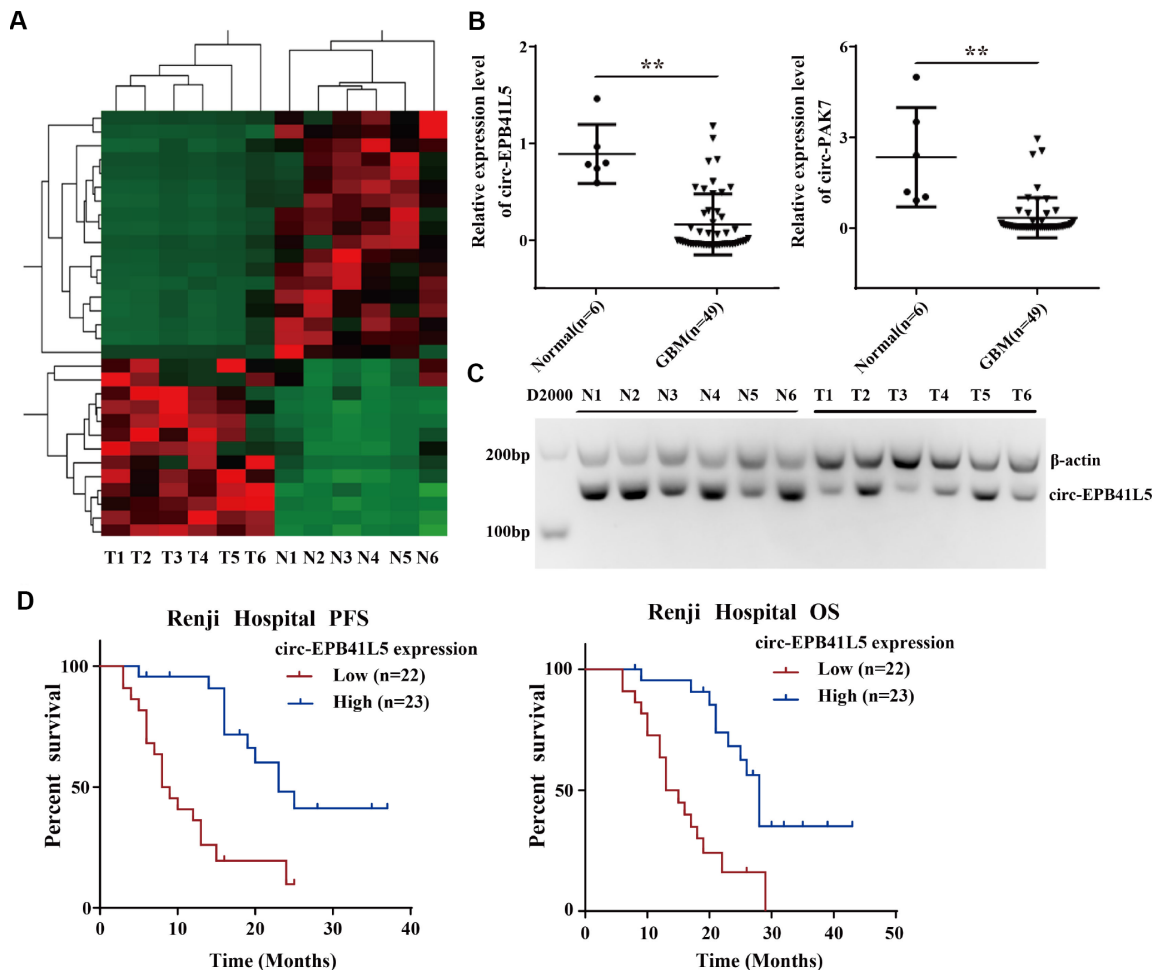 A
T1 T2 T3 T4 T5 T6 N1 N2 N3 N4 N5 N6
B
Relative expression level
of circ-EPB41L5
2
1
0
**
Normal(n=6)
GBM(n=49)
Relative expression level
of circ-PAK7
6
3
0
**
Normal(n=6)
GBM(n=49)
C
D2000 N1 N2 N3 N4 N5 N6 T1 T2 T3 T4 T5 T6
200bp
100bp
β-actin
circ-EPB41L5
D
Renji Hospital PFS
circ-EPB41L5 expression
Low (n=22)
High (n=23)
Percent survival
100
50
0
0 10 20 30 40
Time (Months)
Renji Hospital OS
circ-EPB41L5 expression
Low (n=22)
High (n=23)
Percent survival
100
50
0
0 10 20 30 40 50
Time (Months)